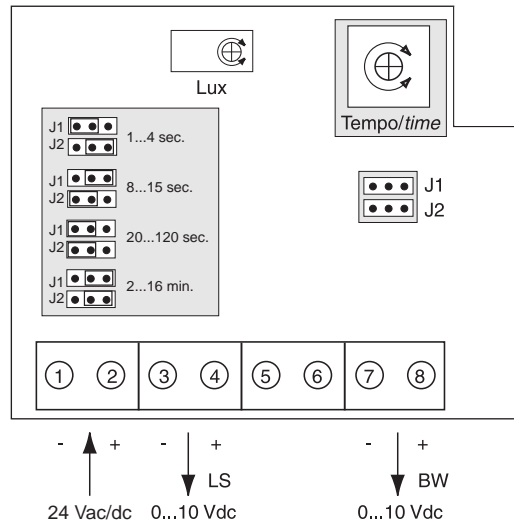 Lux
Tempo/time
J1
J2
1...4 sec.
J1
J2
8...15 sec.
J1
J2
20...120 sec.
J1
J2
2...16 min.
J1
J2
1 2 3 4 5 6 7 8
- + - + - +
LS BW
24 Vac/dc 0...10 Vdc 0...10 Vdc